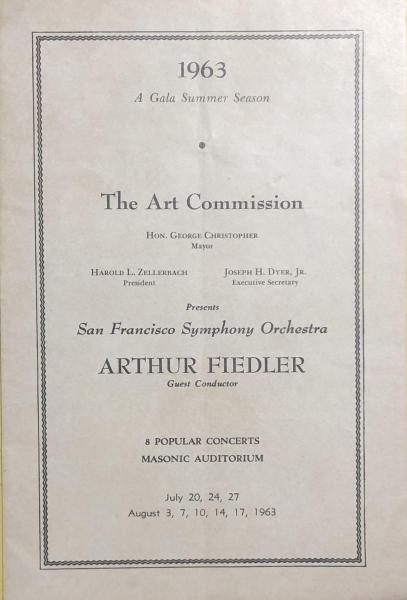 1963
A Gala Summer Season
The Art Commission
HON. GEORGE CHRISTOPHER
Mayor
HAROLD L. ZELLERBACH
President
JOSEPH H. DYER, JR.
Executive Secretary
Presents
San Francisco Symphony Orchestra
ARTHUR FIEDLER
Guest Conductor
8 POPULAR CONCERTS
MASONIC AUDITORIUM
July 20, 24, 27
August 3, 7, 10, 14, 17, 1963